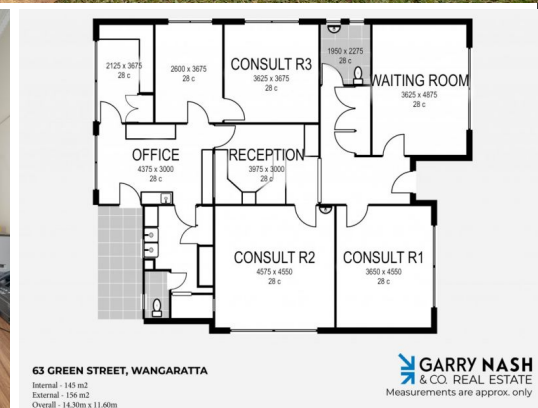 2125 x 3675
28 c
2600 x 3675
28 c
CONSULT R3
3625 x 3675
28 c
1950 x 2275
28 c
WAITING ROOM
3625 x 4875
28 c
OFFICE
4375 x 3000
28 c
RECEPTION
3975 x 3000
28 c
CONSULT R2
4575 x 4550
28 c
CONSULT R1
3650 x 4550
28 c
63 GREEN STREET, WANGARATTA
Internal - 145 m2
External - 156 m2
Overall - 14.30m x 11.60m
GARRY NASH
& CO. REAL ESTATE
Measurements are approx. only